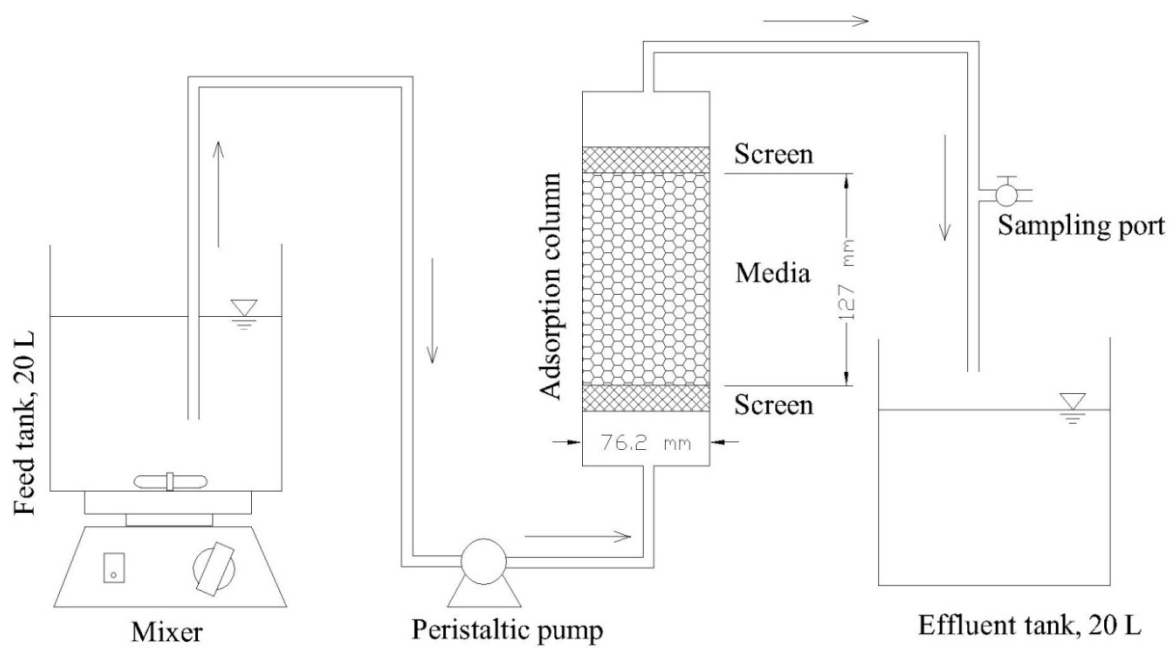 Feed tank, 20 L
Mixer
Peristaltic pump
Adsorption column
Screen
Media
127 mm
Screen
76.2 mm
Sampling port
Effluent tank, 20 L